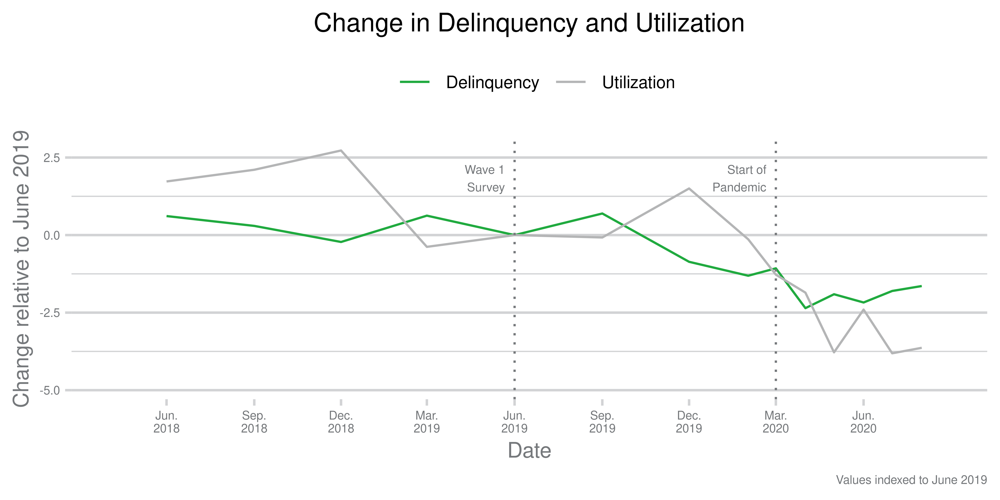 Change in Delinquency and Utilization
Delinquency
Utilization
Change relative to June 2019
2.5
0.0
-2.5
-5.0
Wave 1
Survey
Start of
Pandemic
Jun.
2018
Sep.
2018
Dec.
2018
Mar.
2019
Jun.
2019
Sep.
2019
Dec.
2019
Mar.
2020
Jun.
2020
Date
Values indexed to June 2019